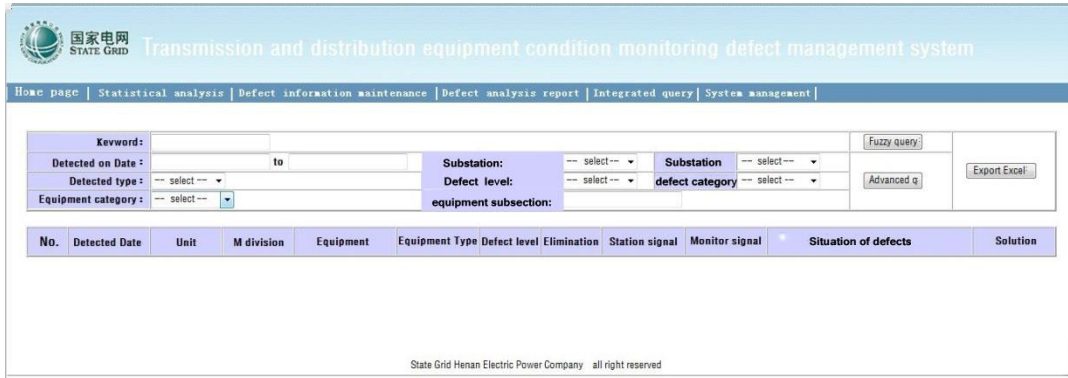 国家电网
STATE GRID
Transmission and distribution equipment condition monitoring defect management system
Home page | Statistical analysis | Defect information maintenance | Defect analysis report | Integrated query | System management |
Kevword:
Fuzzy query
Detected on Date: to Substation: -- select -- Substation -- select --
Export Excel
Detected type: -- select -- Defect level: -- select -- defect category -- select -- Advanced q
Equipment category: -- select -- equipment subsection:
No. Detected Date Unit M division Equipment Equipment Type Defect level Elimination Station signal Monitor signal Situation of defects Solution
State Grid Henan Electric Power Company all right reserved